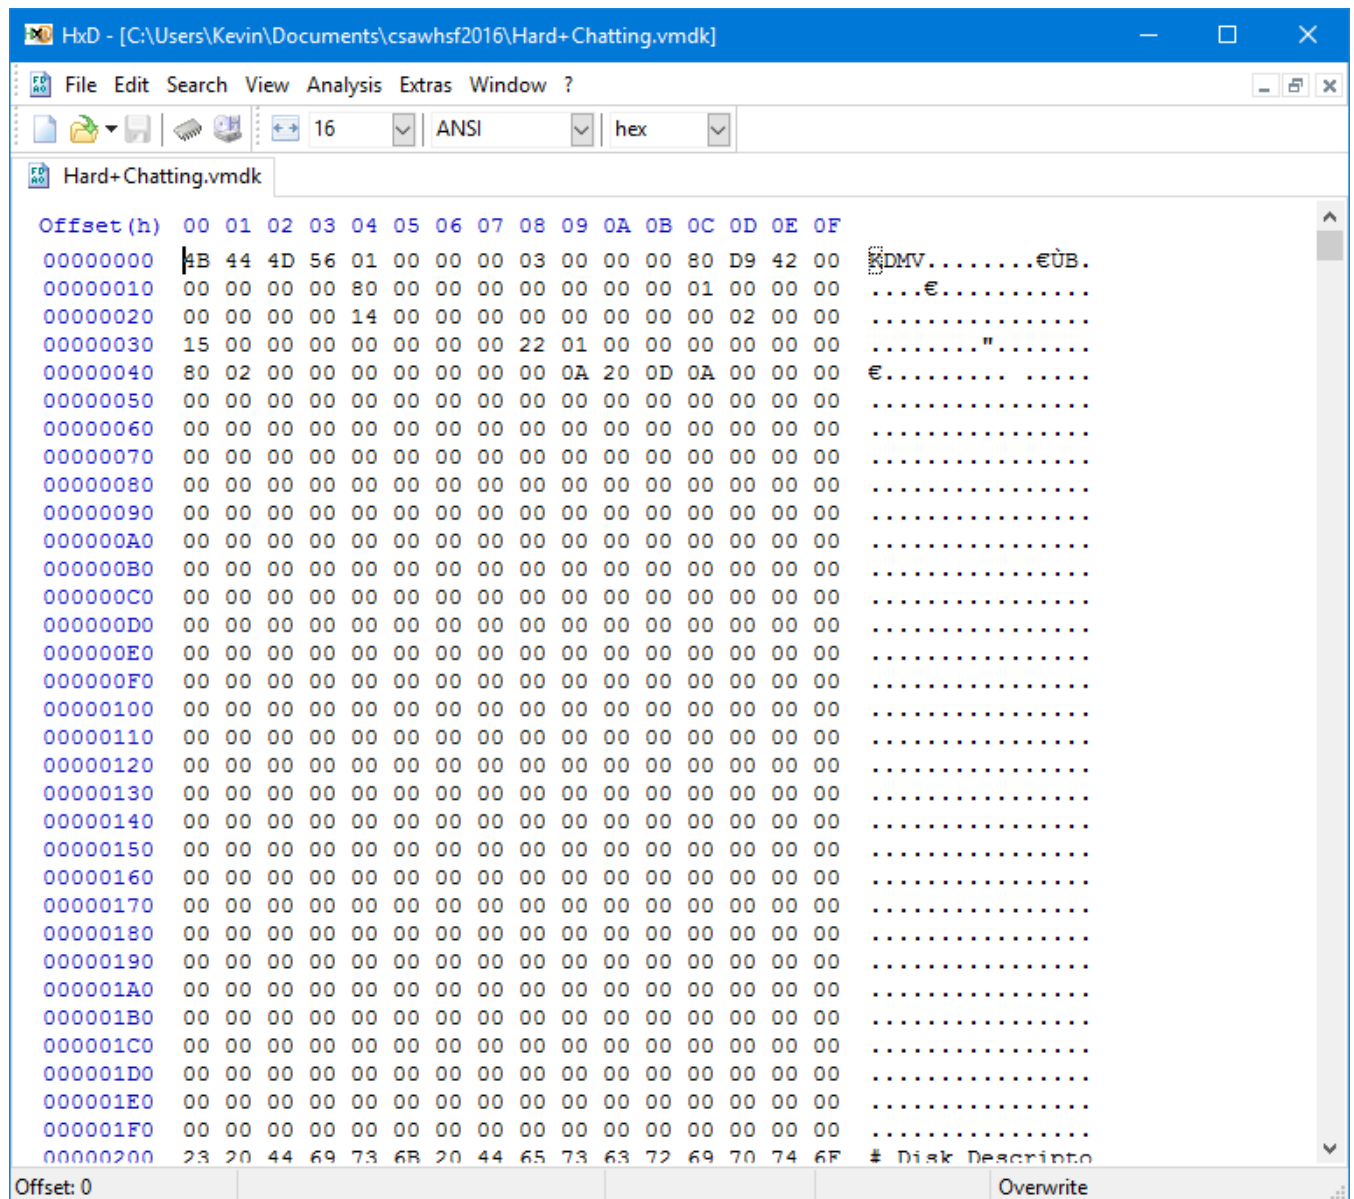 HxD - [C:\Users\Kevin\Documents\csawhsf2016\Hard+Chatting.vmdk]
File Edit Search View Analysis Extras Window ?
16 ANSI hex
Hard+Chatting.vmdk
Offset(h) 00 01 02 03 04 05 06 07 08 09 0A 0B 0C 0D 0E 0F
00000000 4B 44 4D 56 01 00 00 00 03 00 00 00 80 D9 42 00 KDMV........€ÙB.
00000010 00 00 00 00 80 00 00 00 00 00 00 00 01 00 00 00 ....€...........
00000020 00 00 00 00 14 00 00 00 00 00 00 00 00 02 00 00 ................
00000030 15 00 00 00 00 00 00 00 22 01 00 00 00 00 00 00 ........".......
00000040 80 02 00 00 00 00 00 00 00 0A 20 0D 0A 00 00 00 €......... .....
00000050 00 00 00 00 00 00 00 00 00 00 00 00 00 00 00 00 ................
00000060 00 00 00 00 00 00 00 00 00 00 00 00 00 00 00 00 ................
00000070 00 00 00 00 00 00 00 00 00 00 00 00 00 00 00 00 ................
00000080 00 00 00 00 00 00 00 00 00 00 00 00 00 00 00 00 ................
00000090 00 00 00 00 00 00 00 00 00 00 00 00 00 00 00 00 ................
000000A0 00 00 00 00 00 00 00 00 00 00 00 00 00 00 00 00 ................
000000B0 00 00 00 00 00 00 00 00 00 00 00 00 00 00 00 00 ................
000000C0 00 00 00 00 00 00 00 00 00 00 00 00 00 00 00 00 ................
000000D0 00 00 00 00 00 00 00 00 00 00 00 00 00 00 00 00 ................
000000E0 00 00 00 00 00 00 00 00 00 00 00 00 00 00 00 00 ................
000000F0 00 00 00 00 00 00 00 00 00 00 00 00 00 00 00 00 ................
00000100 00 00 00 00 00 00 00 00 00 00 00 00 00 00 00 00 ................
00000110 00 00 00 00 00 00 00 00 00 00 00 00 00 00 00 00 ................
00000120 00 00 00 00 00 00 00 00 00 00 00 00 00 00 00 00 ................
00000130 00 00 00 00 00 00 00 00 00 00 00 00 00 00 00 00 ................
00000140 00 00 00 00 00 00 00 00 00 00 00 00 00 00 00 00 ................
00000150 00 00 00 00 00 00 00 00 00 00 00 00 00 00 00 00 ................
00000160 00 00 00 00 00 00 00 00 00 00 00 00 00 00 00 00 ................
00000170 00 00 00 00 00 00 00 00 00 00 00 00 00 00 00 00 ................
00000180 00 00 00 00 00 00 00 00 00 00 00 00 00 00 00 00 ................
00000190 00 00 00 00 00 00 00 00 00 00 00 00 00 00 00 00 ................
000001A0 00 00 00 00 00 00 00 00 00 00 00 00 00 00 00 00 ................
000001B0 00 00 00 00 00 00 00 00 00 00 00 00 00 00 00 00 ................
000001C0 00 00 00 00 00 00 00 00 00 00 00 00 00 00 00 00 ................
000001D0 00 00 00 00 00 00 00 00 00 00 00 00 00 00 00 00 ................
000001E0 00 00 00 00 00 00 00 00 00 00 00 00 00 00 00 00 ................
000001F0 00 00 00 00 00 00 00 00 00 00 00 00 00 00 00 00 ................
00000200 23 20 44 69 73 6B 20 44 65 73 63 72 69 70 74 6F # Disk Descripto
Offset: 0 Overwrite